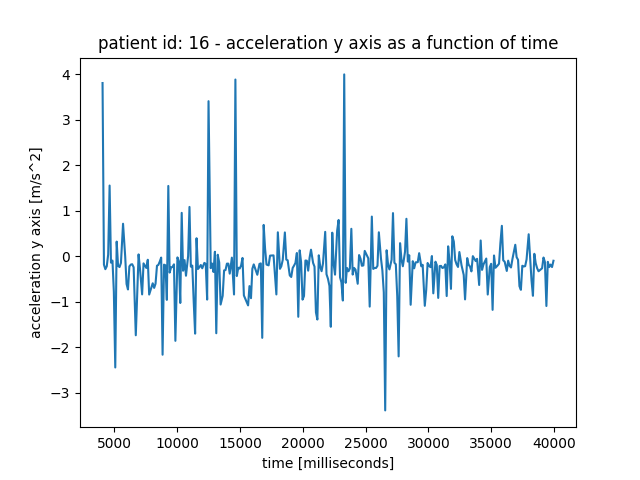 patient id: 16 - acceleration y axis as a function of time
acceleration y axis [m/s^2]
4
3
2
1
0
−1
−2
−3
5000 10000 15000 20000 25000 30000 35000 40000
time [milliseconds]